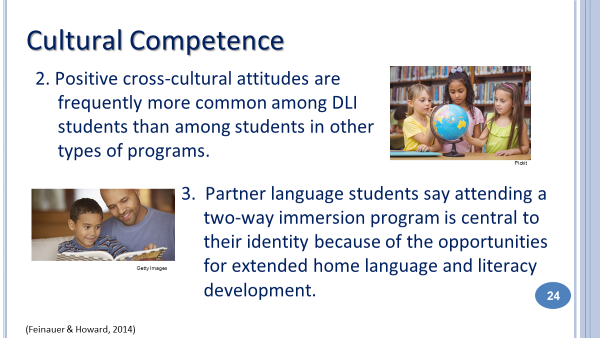 Cultural Competence
2. Positive cross-cultural attitudes are
frequently more common among DLI
students than among students in other
types of programs.
Pickit
3. Partner language students say attending a
two-way immersion program is central to
their identity because of the opportunities
for extended home language and literacy
development.
Getty Images
24
(Feinauer & Howard, 2014)